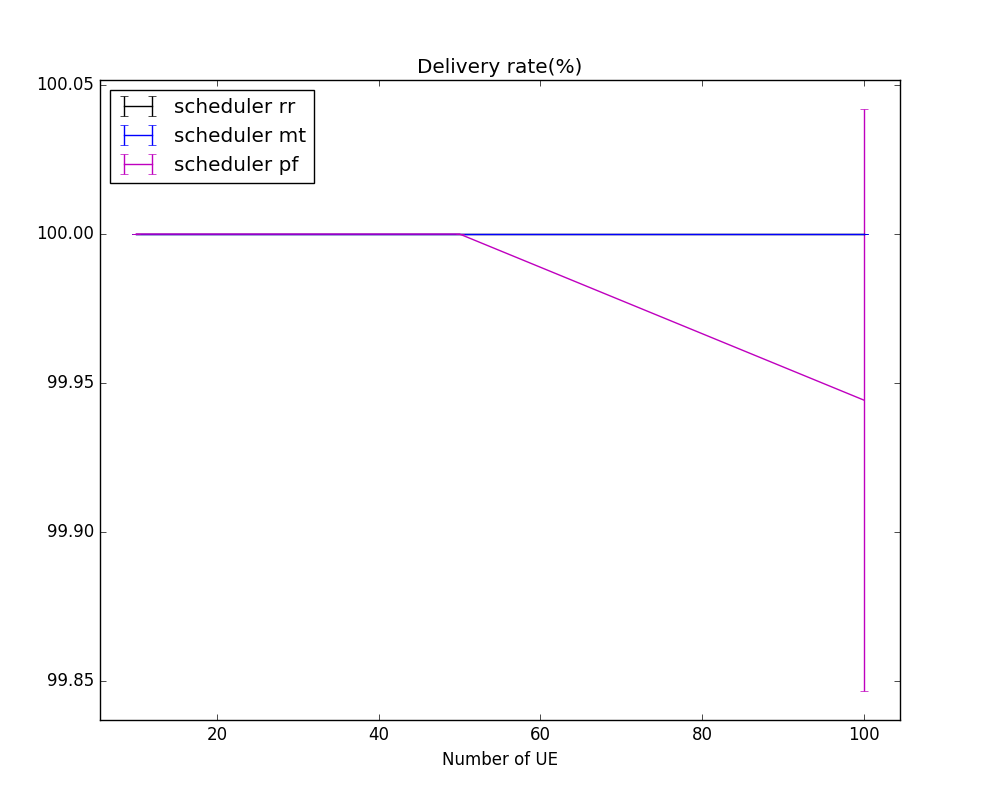 Delivery rate(%)
100.05
100.00
99.95
99.90
99.85
scheduler rr
scheduler mt
scheduler pf
20 40 60 80 100
Number of UE